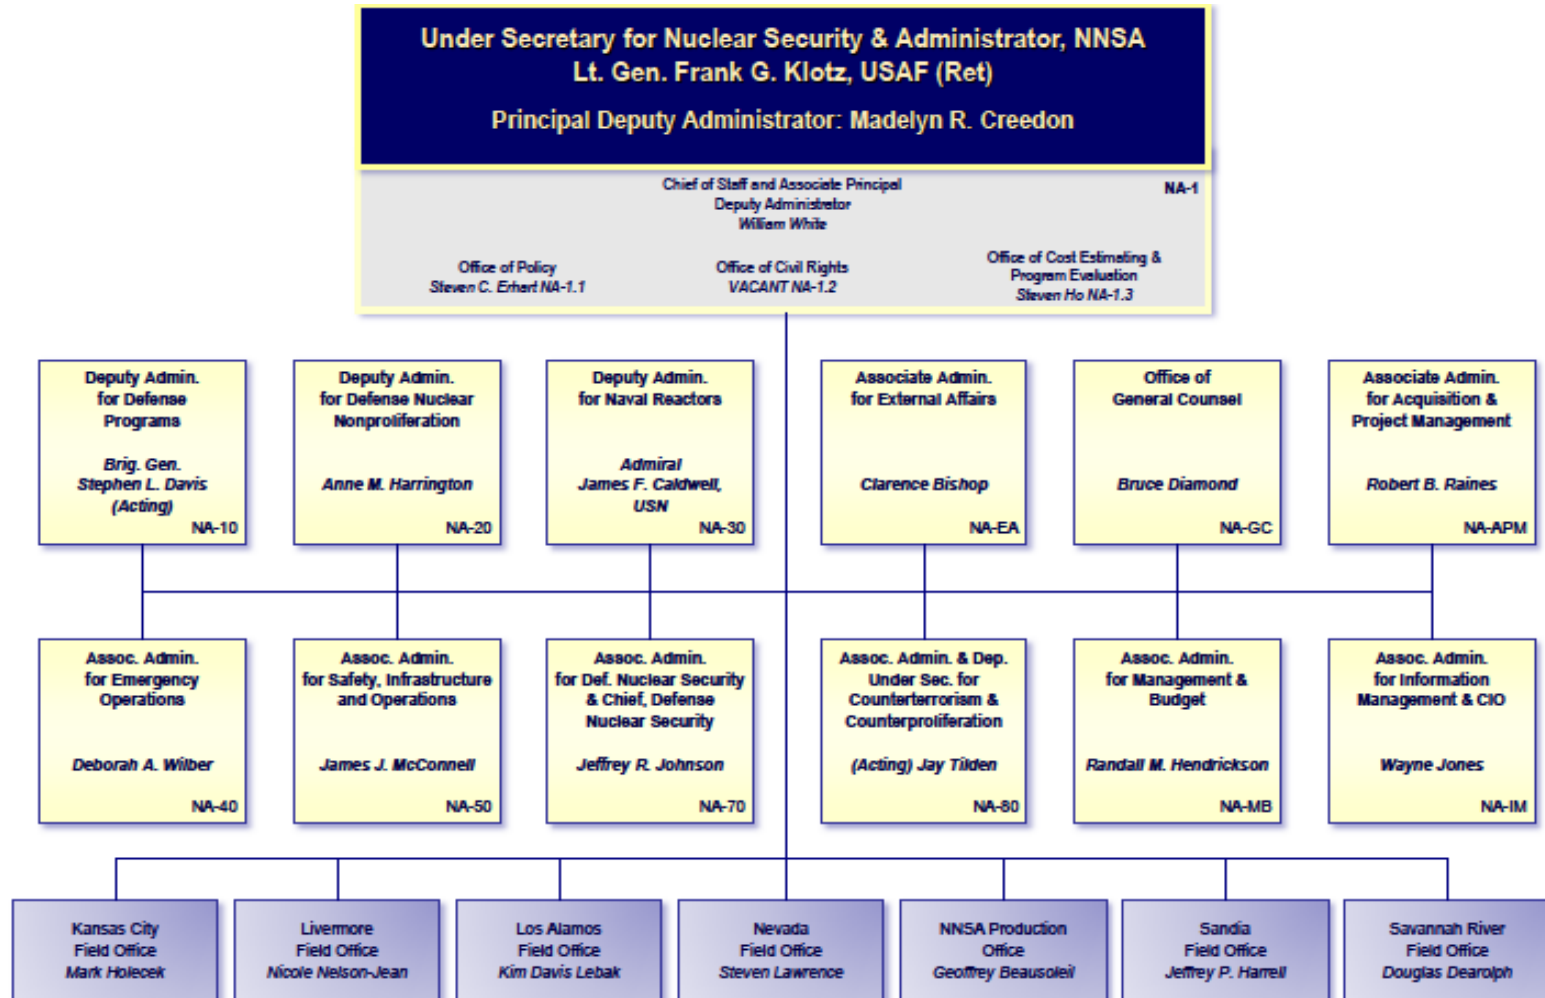 Under Secretary for Nuclear Security & Administrator, NNSA
Lt. Gen. Frank G. Klotz, USAF (Ret)
Principal Deputy Administrator: Madelyn R. Creedon
Chief of Staff and Associate Principal
Deputy Administrator
William White
NA-1
Office of Policy
Steven C. Erhart NA-1.1
Office of Civil Rights
VACANT NA-1.2
Office of Cost Estimating &
Program Evaluation
Steven Ho NA-1.3
Deputy Admin.
for Defense
Programs
Brig. Gen.
Stephen L. Davis
(Acting)
NA-10
Deputy Admin.
for Defense Nuclear
Nonproliferation
Anne M. Harrington
NA-20
Deputy Admin.
for Naval Reactors
Admiral
James F. Caldwell,
USN
NA-30
Associate Admin.
for External Affairs
Clarence Bishop
NA-EA
Office of
General Counsel
Bruce Diamond
NA-GC
Associate Admin.
for Acquisition &
Project Management
Robert B. Raines
NA-APM
Assoc. Admin.
for Emergency
Operations
Deborah A. Wilber
NA-40
Assoc. Admin.
for Safety, Infrastructure
and Operations
James J. McConnell
NA-50
Assoc. Admin.
for Def. Nuclear Security
& Chief, Defense
Nuclear Security
Jeffrey R. Johnson
NA-70
Assoc. Admin. & Dep.
Under Sec. for
Counterterrorism &
Counterproliferation
(Acting) Jay Tilden
NA-80
Assoc. Admin.
for Management &
Budget
Randall M. Hendrickson
NA-MB
Assoc. Admin.
for Information
Management & CIO
Wayne Jones
NA-IM
Kansas City
Field Office
Mark Holecek
Livermore
Field Office
Nicole Nelson-Jean
Los Alamos
Field Office
Kim Davis Lebak
Nevada
Field Office
Steven Lawrence
NNSA Production
Office
Geoffrey Beausoleil
Sandia
Field Office
Jeffrey P. Harrell
Savannah River
Field Office
Douglas Dearolph